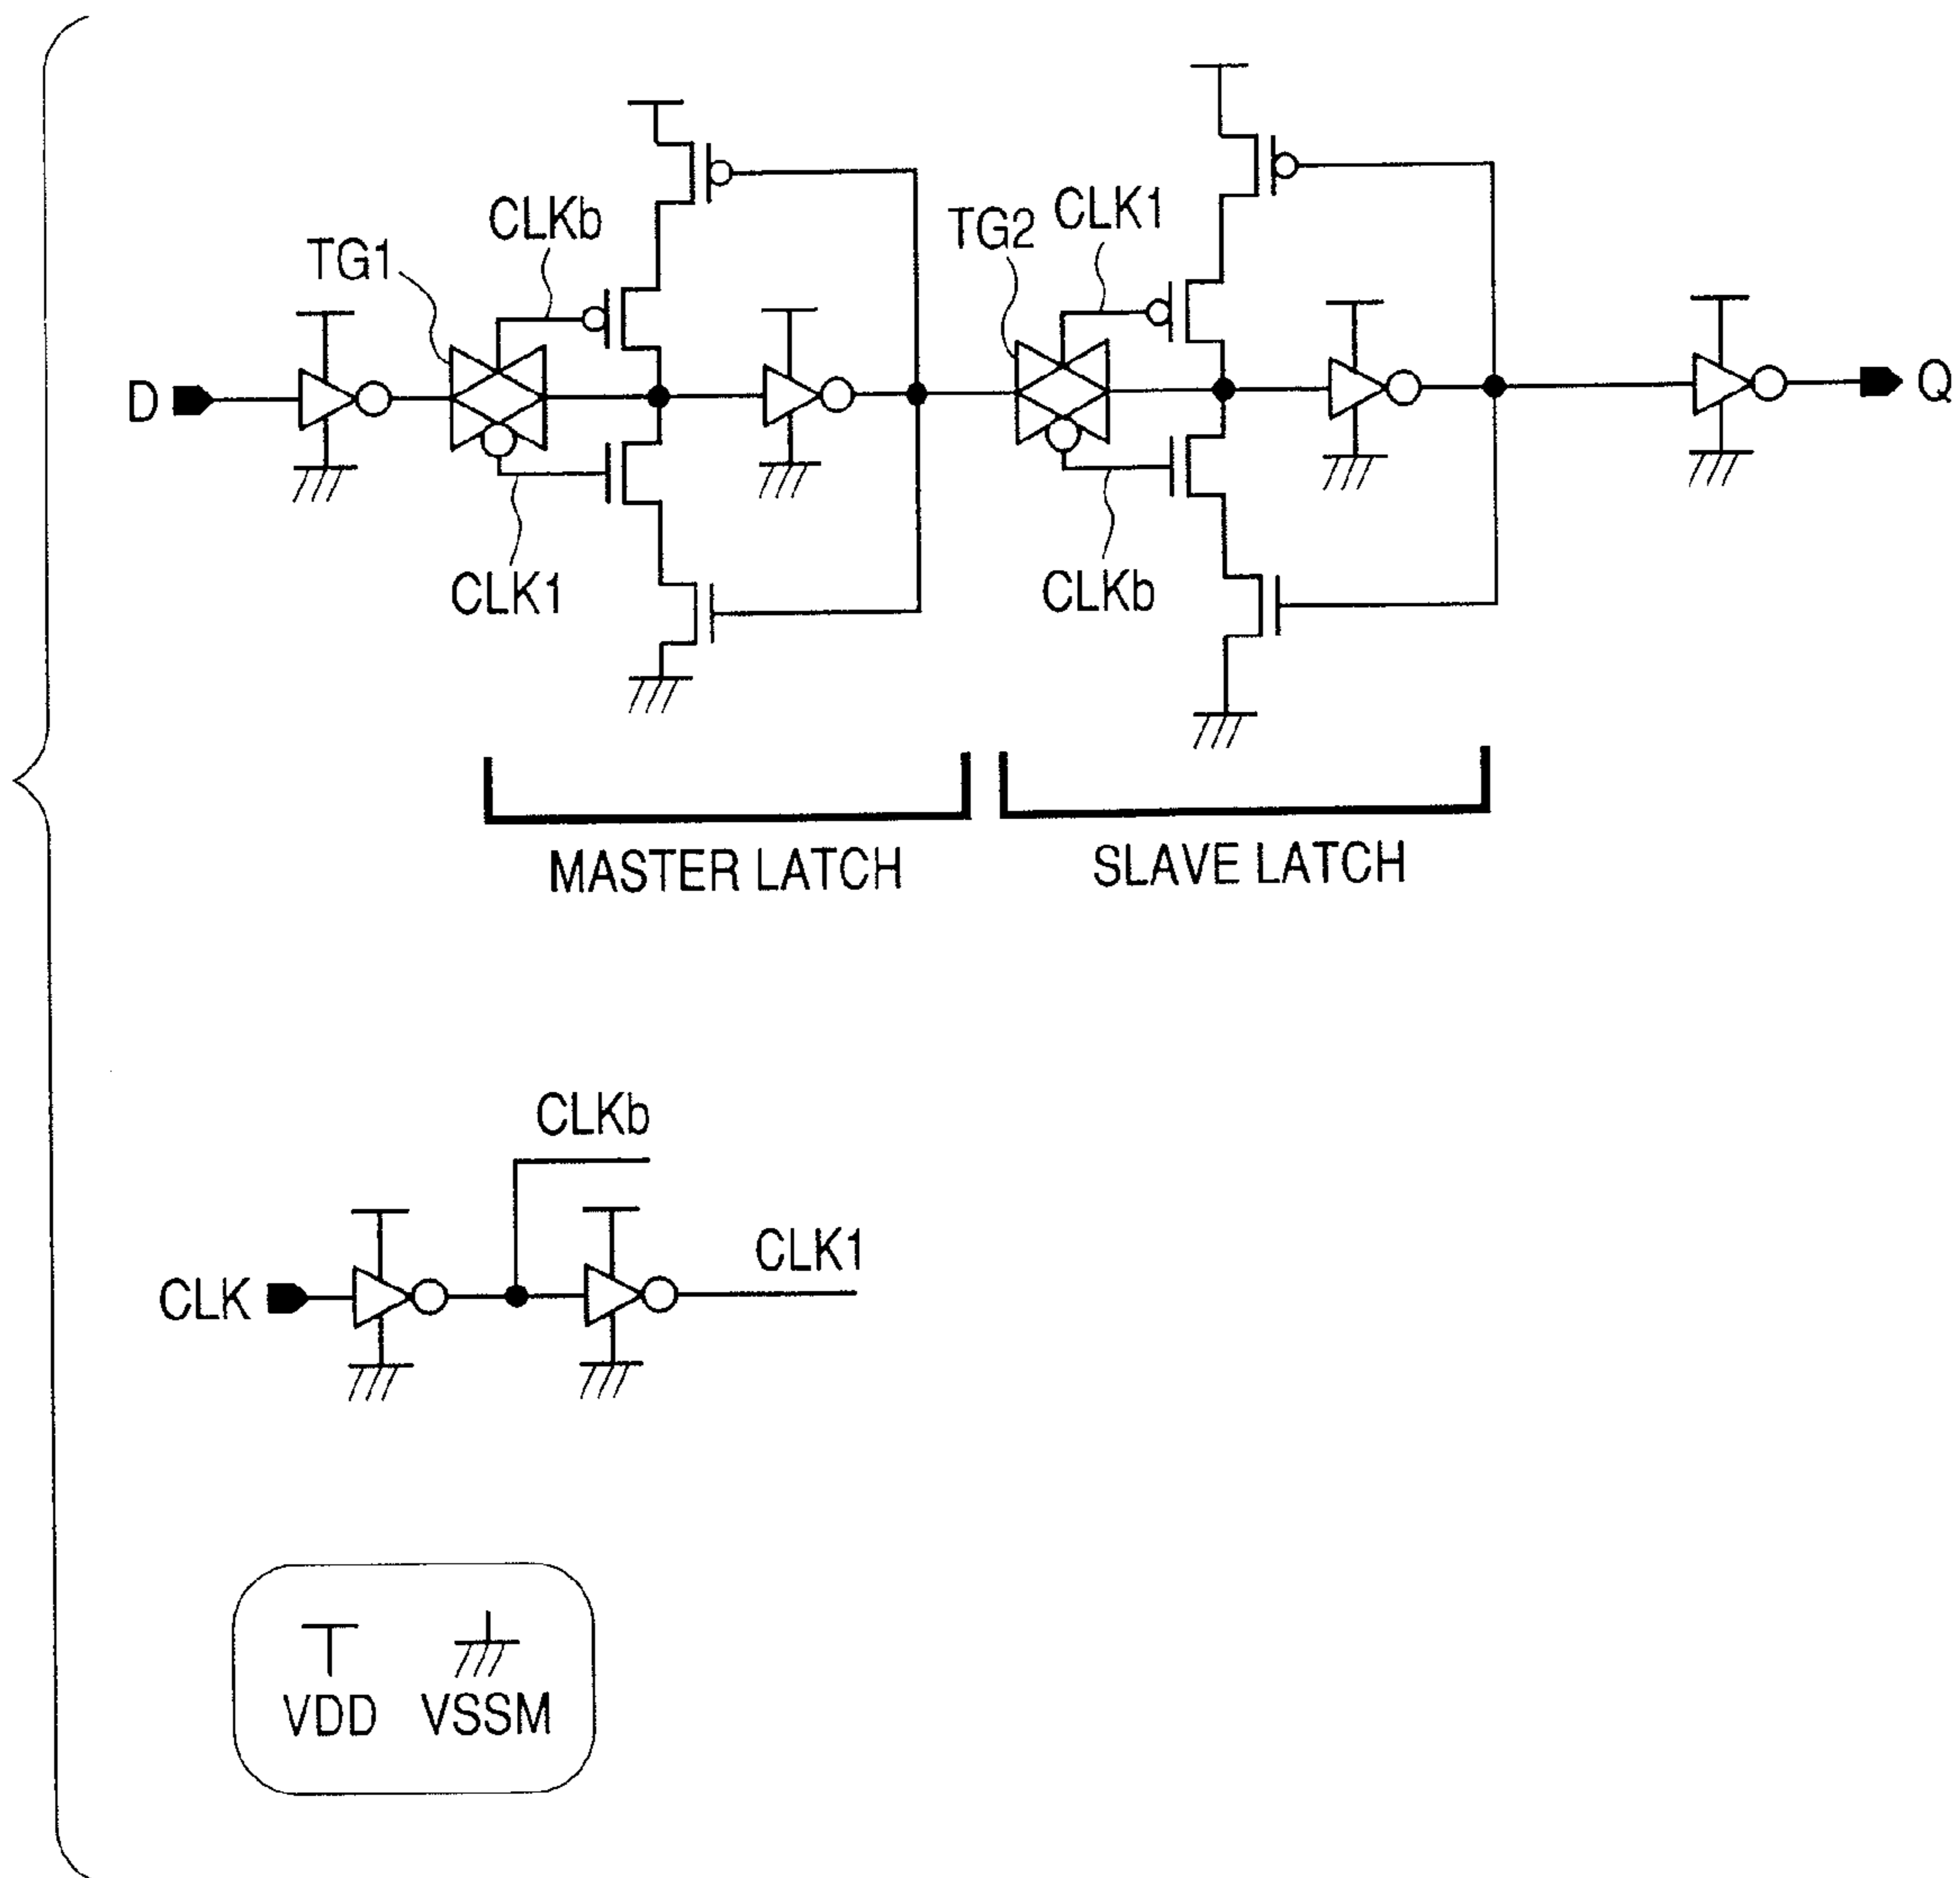 CLKb
TG1
TG2
CLK1
D
Q
CLK1
CLKb
MASTER LATCH
SLAVE LATCH
CLKb
CLK1
CLK
VDD
VSSM